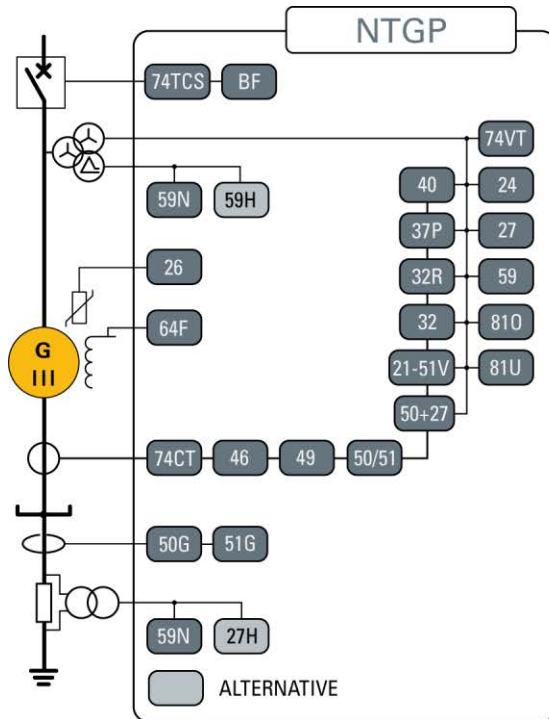 NTGP
74TCS BF
74VT
40 24
59N 59H
37P 27
26 32R 59
64F 32 81O
G
III
21-51V 81U
50+27
74CT 46 49 50/51
50G 51G
59N 27H
ALTERNATIVE